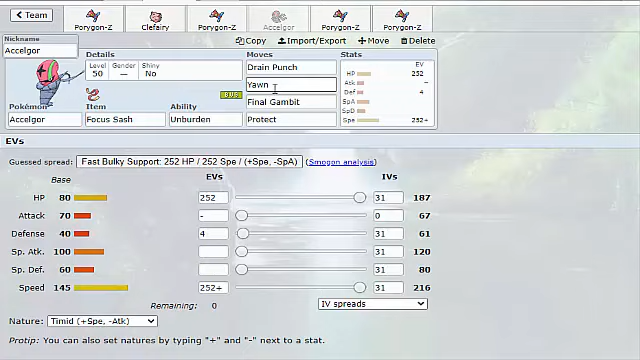 < Team
Porygon-Z Clefairy Porygon-Z Accelgor Porygon-Z Porygon-Z
Copy Import/Export Move Delete
Nickname
Accelgor
Details
Level Gender Shiny
50 — No
Moves
Drain Punch
Yawn
Final Gambit
Protect
Stats EV
HP 252
Atk –
Def 4
SpA
SpD
Spe 252+
Pokémon Item Ability
Accelgor Focus Sash Unburden
BUG
EVs
Guessed spread: Fast Bulky Support: 252 HP / 252 Spe / (+Spe, -SpA) (Smogon analysis)
Base EVs IVs
HP 80 252 31 187
Attack 70 - 0 67
Defense 40 4 31 61
Sp. Atk. 100 31 120
Sp. Def. 60 31 80
Speed 145 252+ 31 216
Remaining: 0 IV spreads
Nature: Timid (+Spe, -Atk)
Protip: You can also set natures by typing "+" and "-" next to a stat.